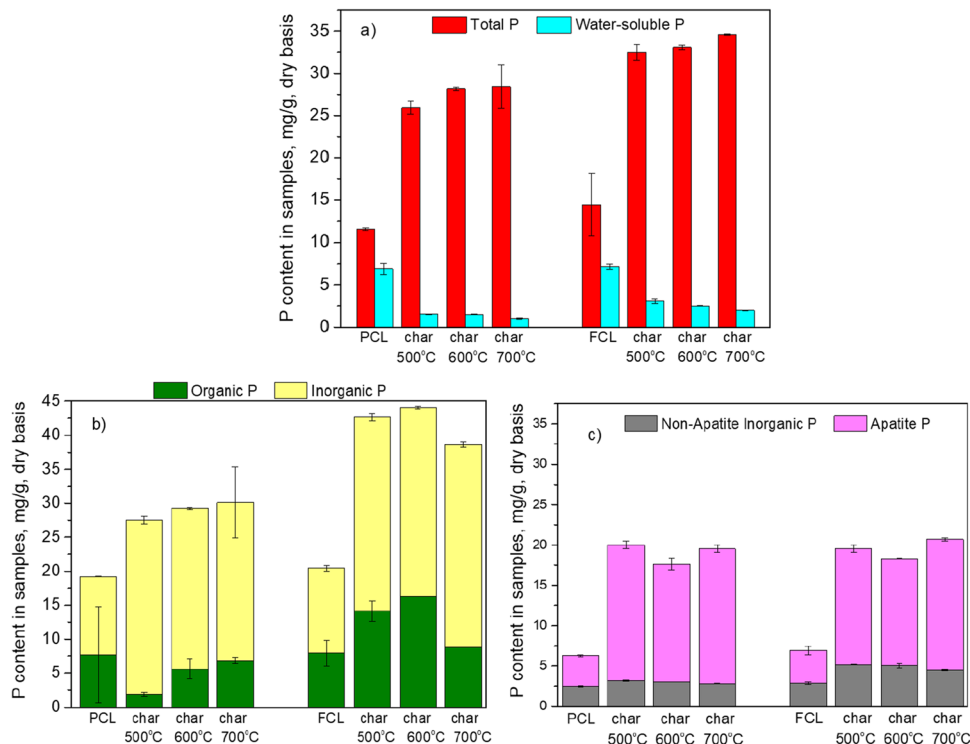 a)
Total P
Water-soluble P
P content in samples, mg/g, dry basis
35
30
25
20
15
10
5
0
PCL char char char FCL char char char
500°C 600°C 700°C 500°C 600°C 700°C
Organic P
Inorganic P
b)
P content in samples, mg/g, dry basis
45
40
35
30
25
20
15
10
5
0
PCL char char char FCL char char char
500°C 600°C 700°C 500°C 600°C 700°C
c)
Non-Apatite Inorganic P
Apatite P
P content in samples, mg/g, dry basis
35
30
25
20
15
10
5
0
PCL char char char FCL char char char
500°C 600°C 700°C 500°C 600°C 700°C